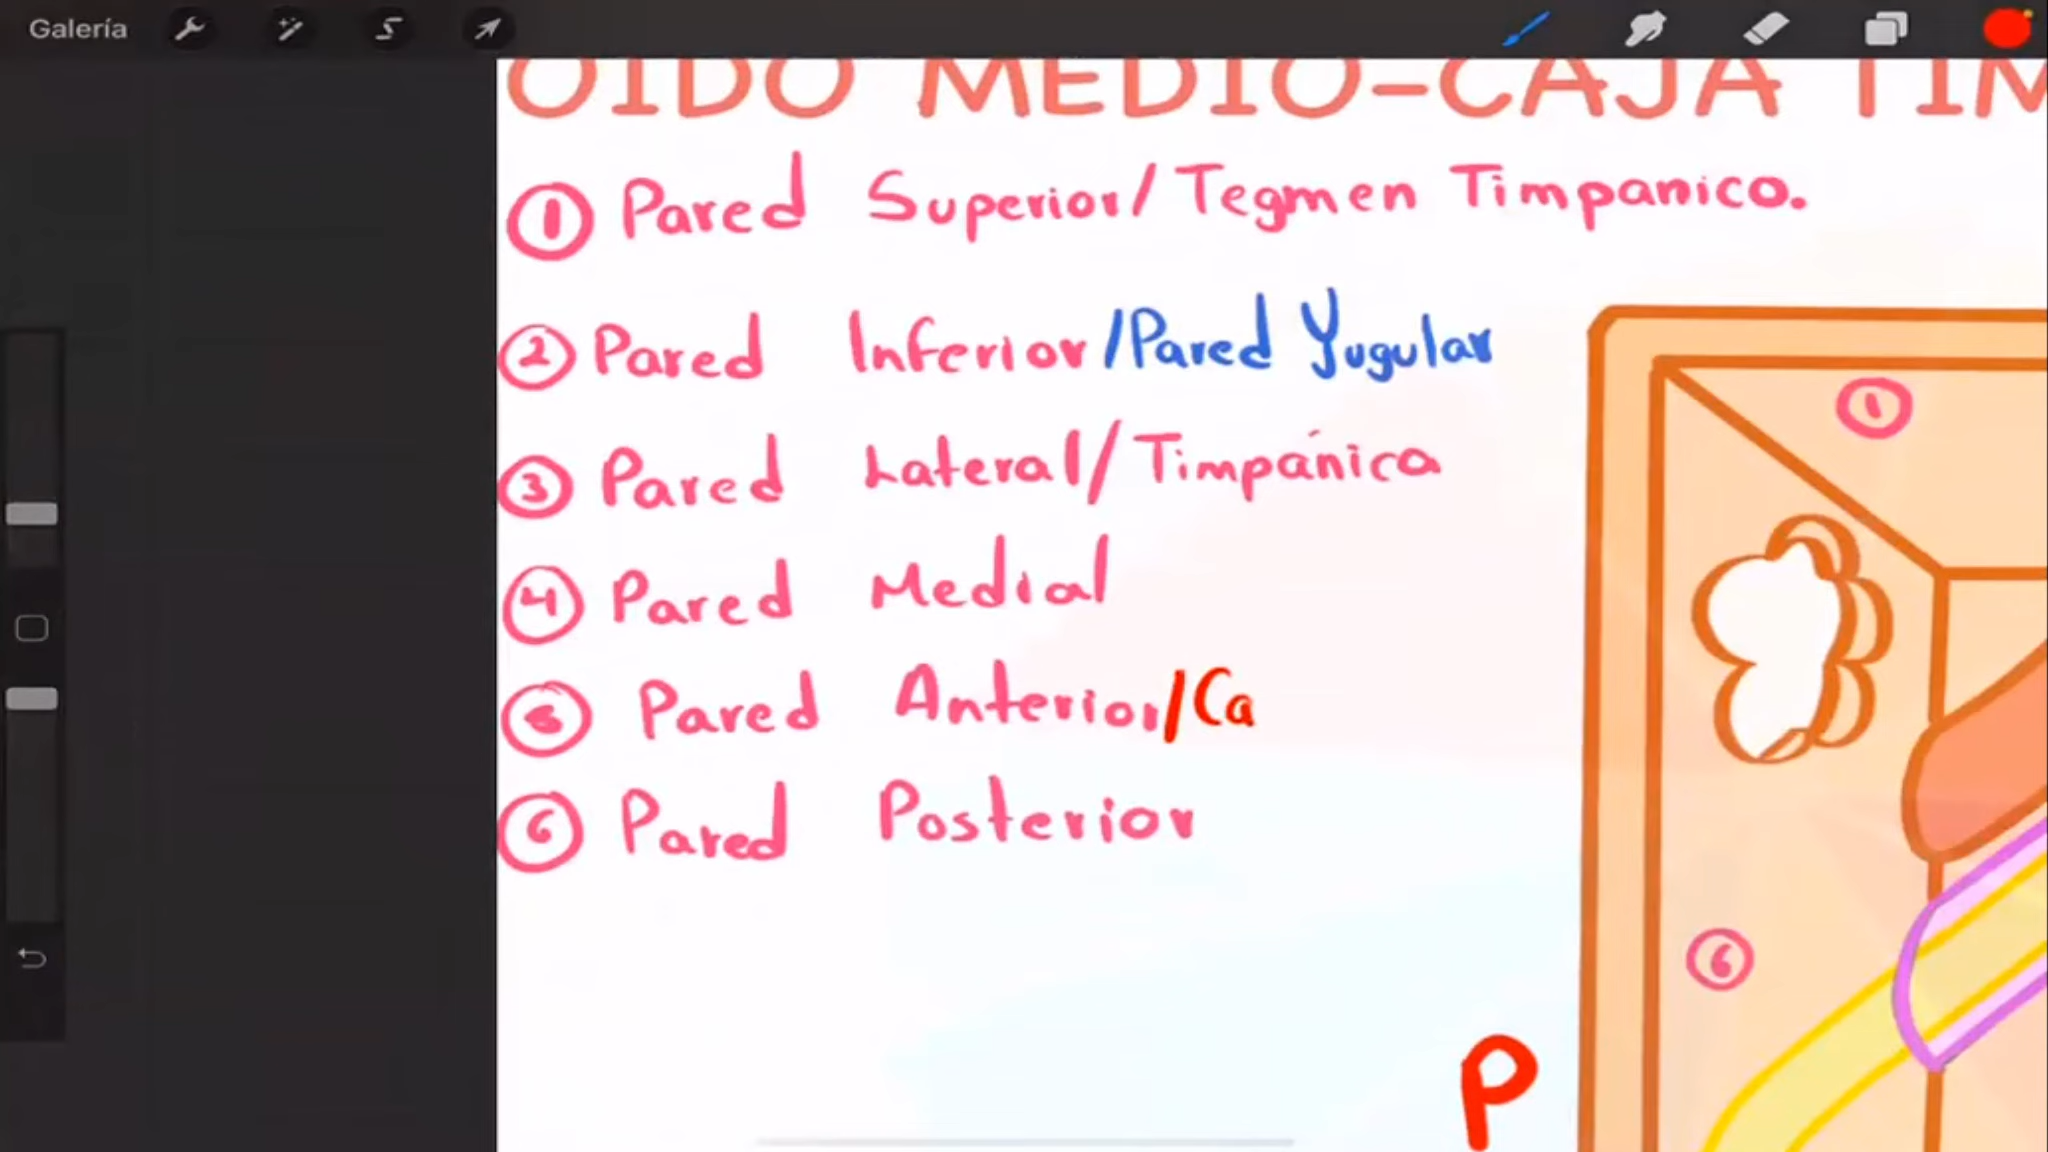 Galería
OIDO MEDIO-CAJA TIM
① Pared Superior/Tegmen Timpanico.
② Pared Inferior/Pared Yugular
③ Pared Lateral/Timpánica
④ Pared Medial
⑤ Pared Anterior/Ca
⑥ Pared Posterior
①
⑥
P